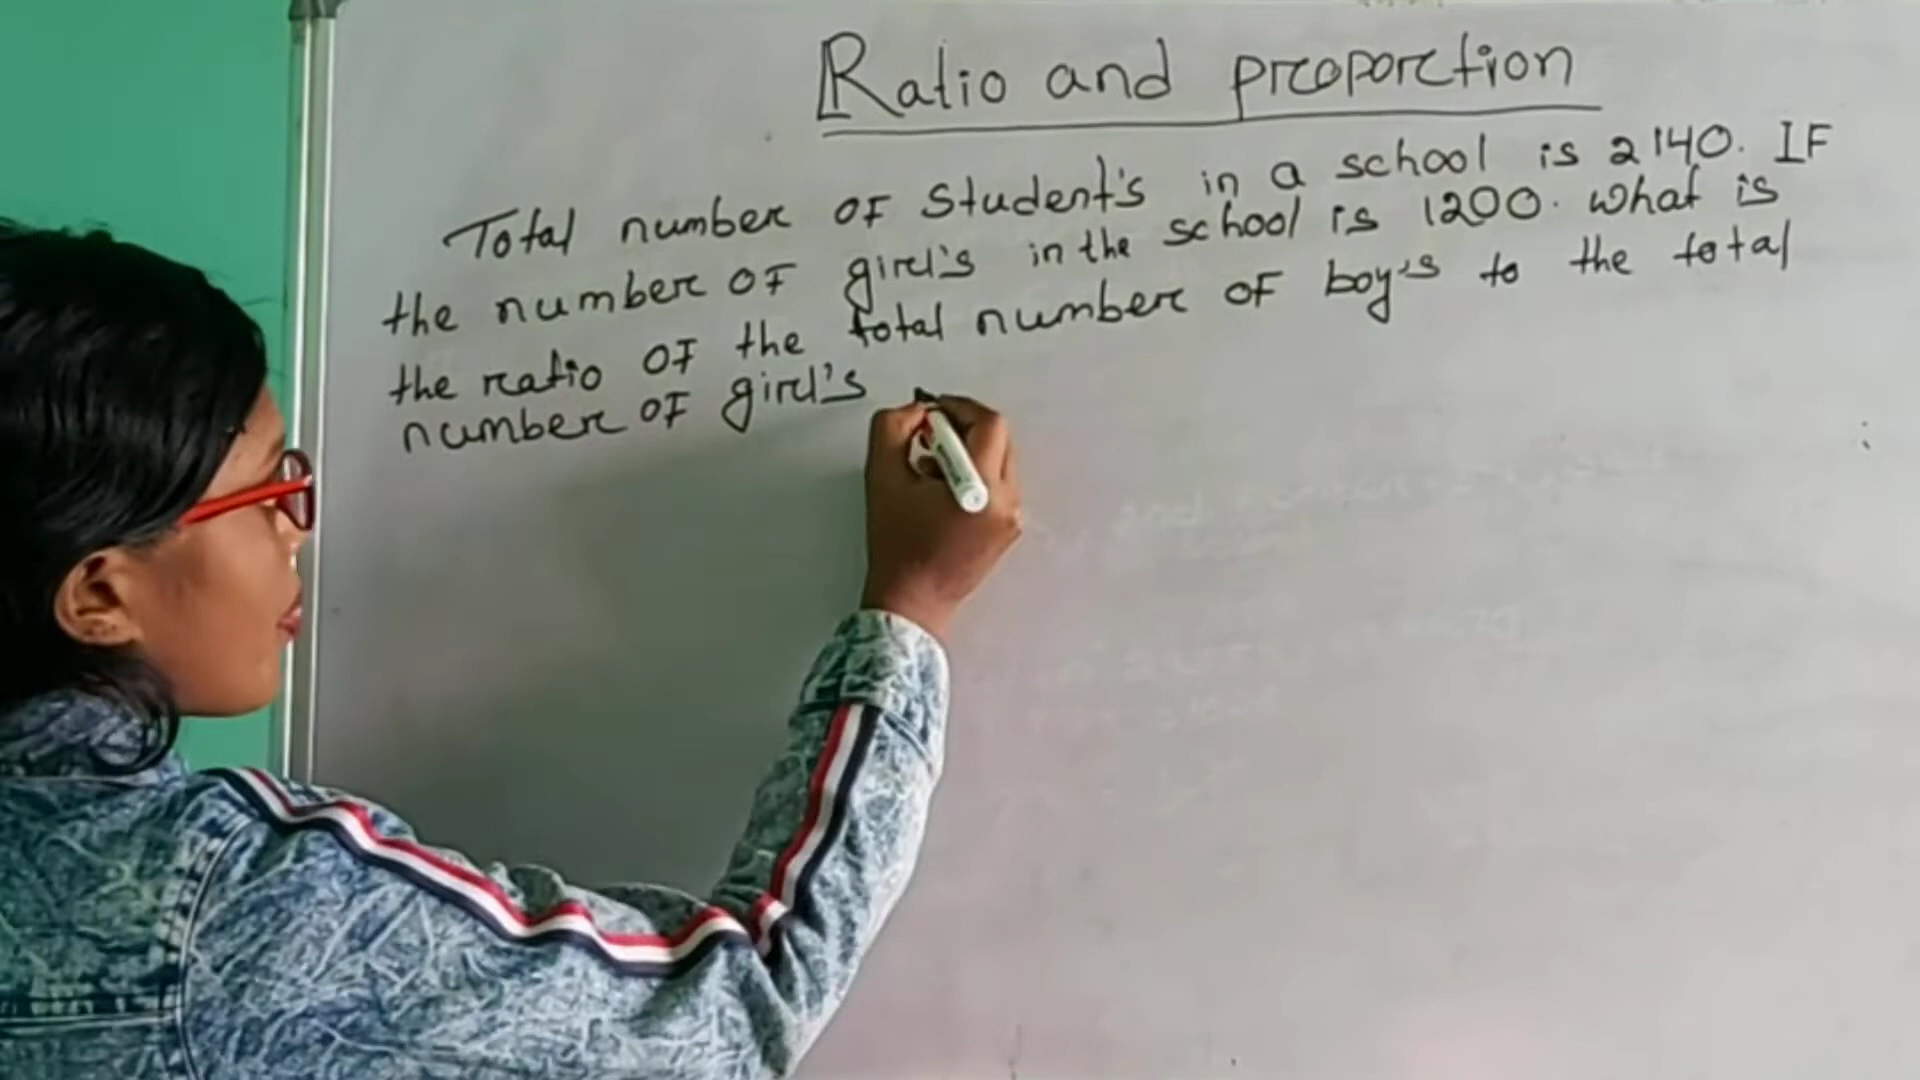 Ratio and proportion
Total number OF Student's in a school is 2140. IF
the number OF girl's in the school is 1200. what is
the ratio OF the total number OF boy's to the total
number OF girl's